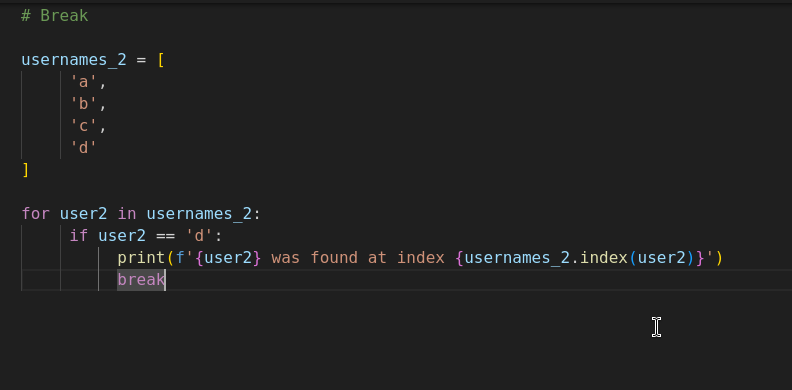 # Break
usernames_2 = [
'a',
'b',
'c',
'd'
]
for user2 in usernames_2:
if user2 == 'd':
print(f'{user2} was found at index {usernames_2.index(user2)}')
break